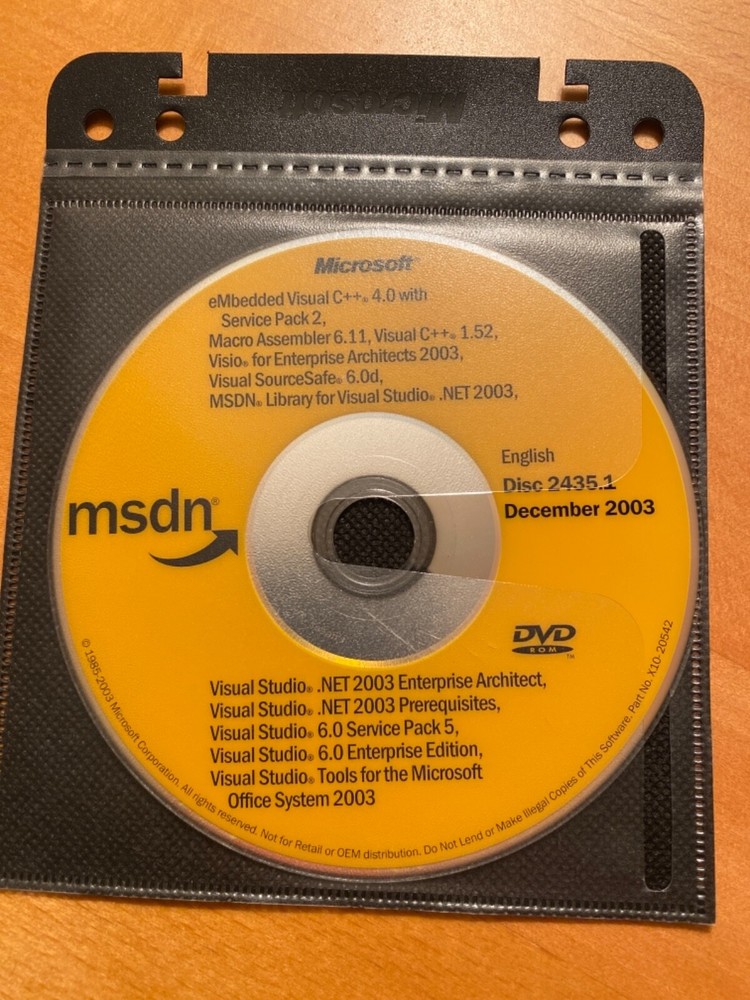 Microsoft
Microsoft
eMbedded Visual C++® 4.0 with
Service Pack 2,
Macro Assembler 6.11, Visual C++® 1.52,
Visio® for Enterprise Architects 2003,
Visual SourceSafe® 6.0d,
MSDN® Library for Visual Studio® .NET 2003,
English
Disc 2435.1
December 2003
msdn®
DVD
ROM™
Visual Studio® .NET 2003 Enterprise Architect,
Visual Studio® .NET 2003 Prerequisites,
Visual Studio® 6.0 Service Pack 5,
Visual Studio® 6.0 Enterprise Edition,
Visual Studio® Tools for the Microsoft
Office System 2003
© 1985-2003 Microsoft Corporation. All rights reserved. Not for Retail or OEM distribution. Do Not Lend or Make Illegal Copies of This Software. Part No. X10-20542